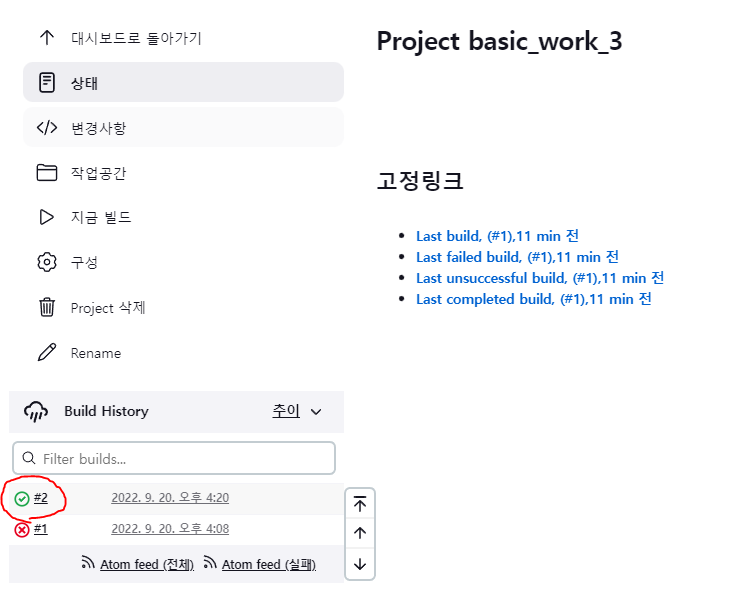 대시보드로 돌아가기
상태
변경사항
작업공간
지금 빌드
구성
Project 삭제
Rename
Build History 추이
Filter builds...
#2 2022. 9. 20. 오후 4:20
#1 2022. 9. 20. 오후 4:08
Atom feed (전체) Atom feed (실패)
Project basic_work_3
고정링크
Last build, (#1),11 min 전
Last failed build, (#1),11 min 전
Last unsuccessful build, (#1),11 min 전
Last completed build, (#1),11 min 전